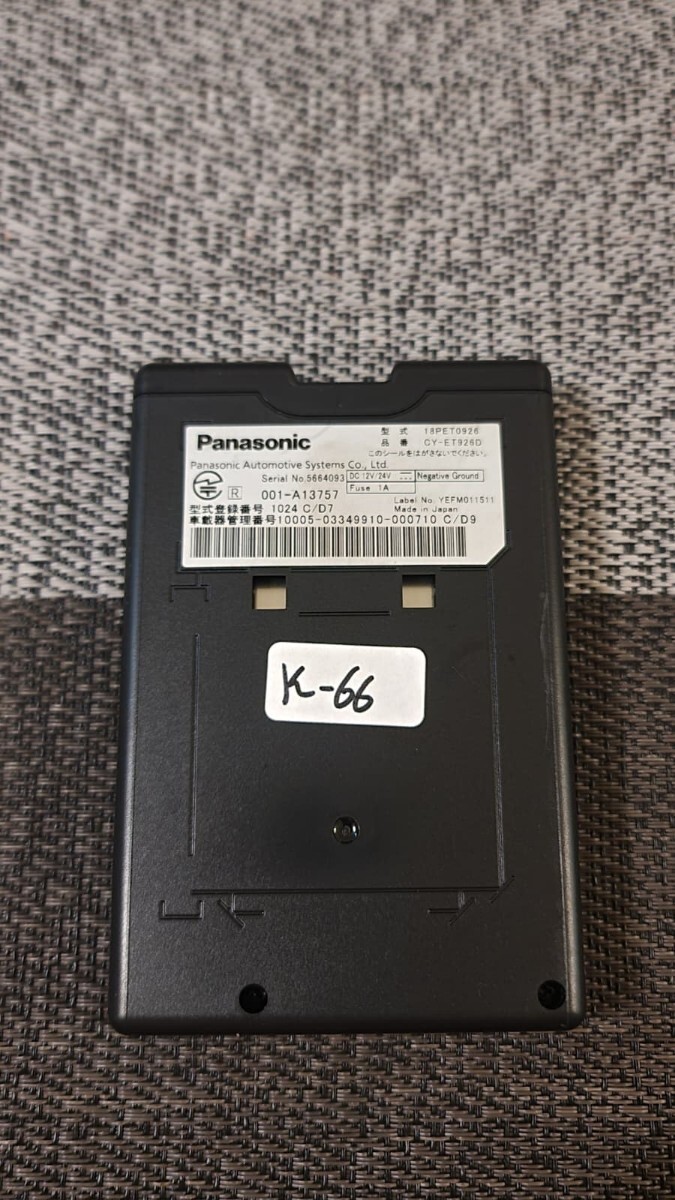 Panasonic
型式 18PET0926
品番 CY-ET926D
このシールをはがさないでください。
Panasonic Automotive Systems Co., Ltd.
Serial No.5664093 DC 12V/24V Negative Ground
Fuse 1A
R 001-A13757
Label No. YEFM011511
型式登録番号 1024 C/D7 Made in Japan
車載器管理番号10005-03349910-000710 C/D9
K-66